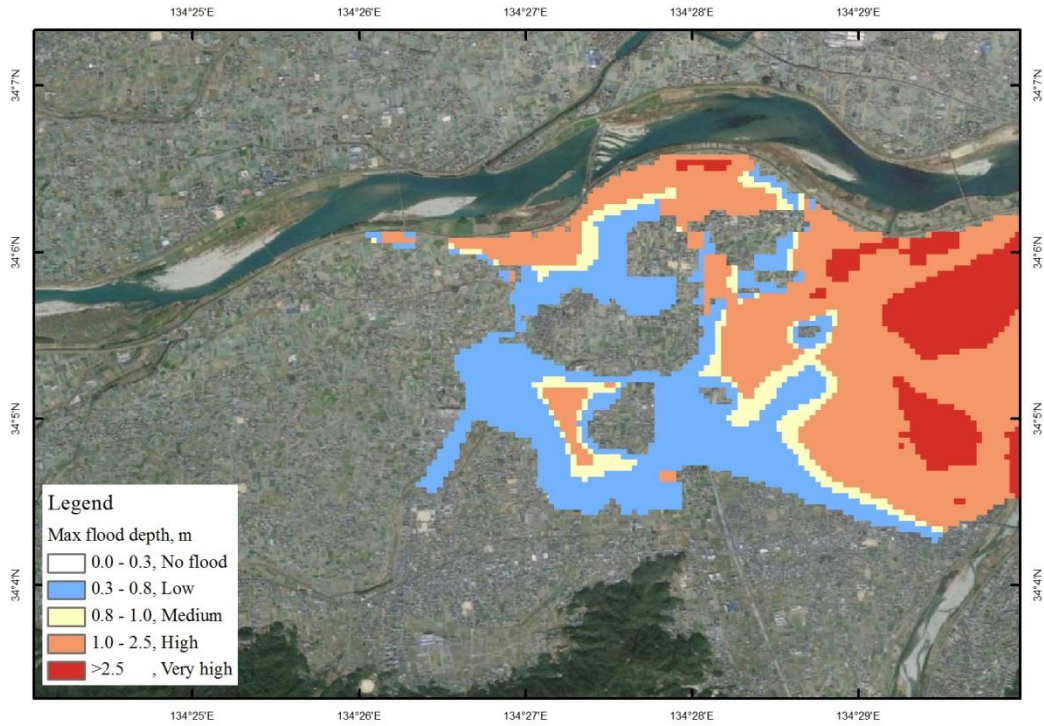 134°25'E 134°26'E 134°27'E 134°28'E 134°29'E
34°7'N 34°7'N
34°6'N 34°6'N
34°5'N 34°5'N
34°4'N 34°4'N
Legend
Max flood depth, m
0.0 - 0.3, No flood
0.3 - 0.8, Low
0.8 - 1.0, Medium
1.0 - 2.5, High
>2.5 , Very high
134°25'E 134°26'E 134°27'E 134°28'E 134°29'E